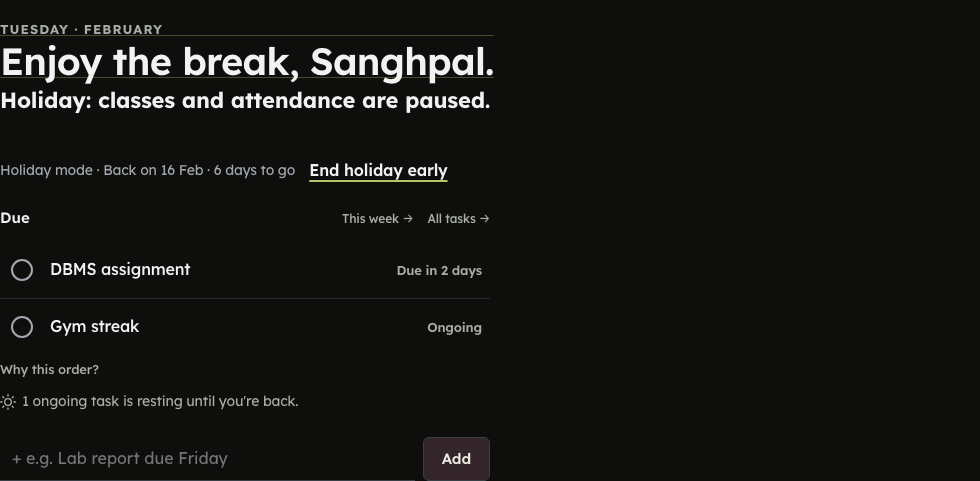 TUESDAY · FEBRUARY
Enjoy the break, Sanghpal.
Holiday: classes and attendance are paused.
Holiday mode · Back on 16 Feb · 6 days to go End holiday early
Due This week → All tasks →
DBMS assignment Due in 2 days
Gym streak Ongoing
Why this order?
1 ongoing task is resting until you're back.
+ e.g. Lab report due Friday Add